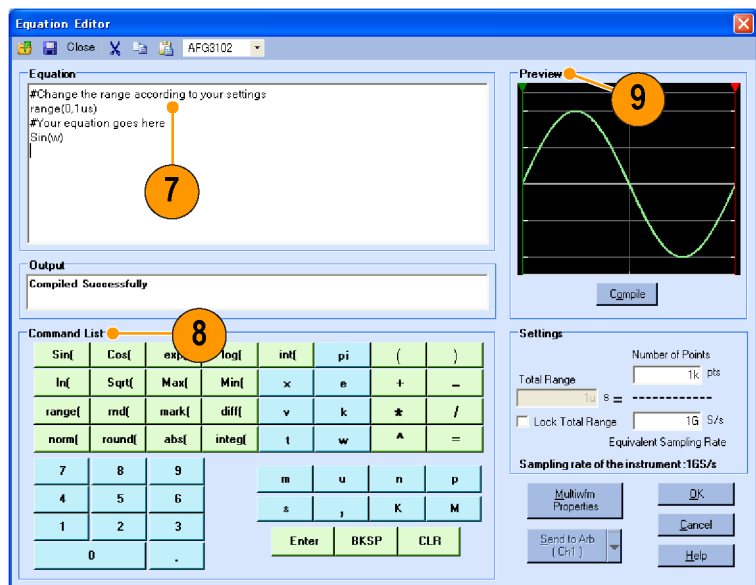 Equation Editor
Close AFG3102
Equation
#Change the range according to your settings
range(0,1us)
#Your equation goes here
Sin(w)
7
Preview
9
Compile
Output
Compiled Successfully
Command List
8
Sin( Cos( exp( log( int( pi ( )
ln( Sqrt( Max( Min( x e + -
range( rnd( mark( diff( v k * /
norm( round( abs( integ( t w ^ =
7 8 9
4 5 6
1 2 3
0 .
m u n p
s , K M
Enter BKSP CLR
Settings
Number of Points
1k pts
Total Range
1u s = ------------
Lock Total Range 1G S/s
Equivalent Sampling Rate
Sampling rate of the instrument :1GS/s
Multiwfm Properties
OK
Cancel
Send to Arb
( Ch1 )
Help